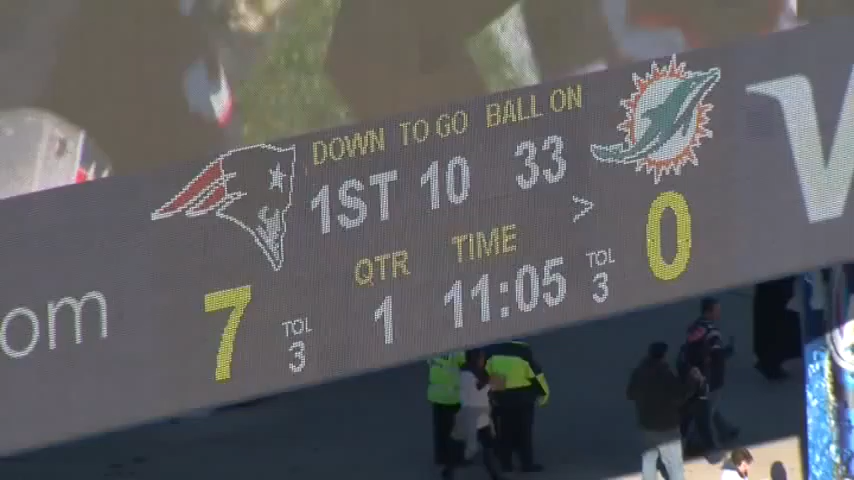 DOWN TO GO BALL ON
1ST 10 33
>
QTR TIME
7 TOL 3 1 11:05 TOL 3 0
om